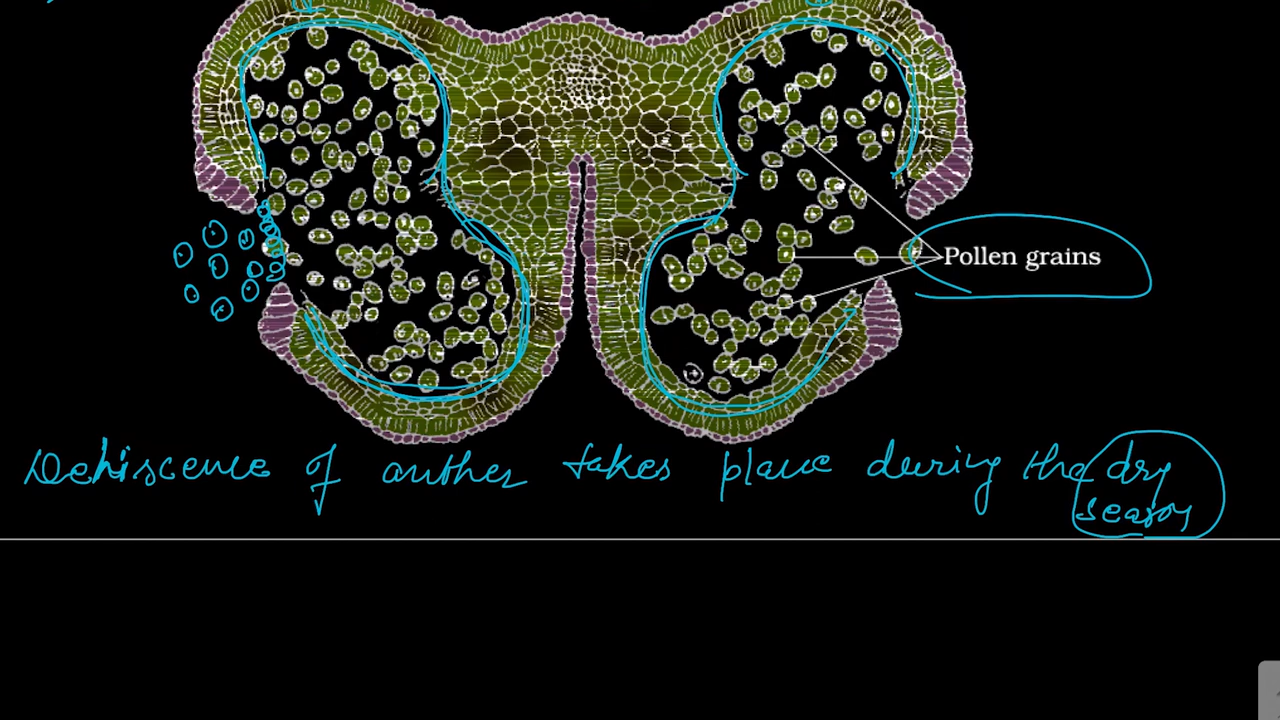 Pollen grains
Dehiscence of anther takes place during the dry
season